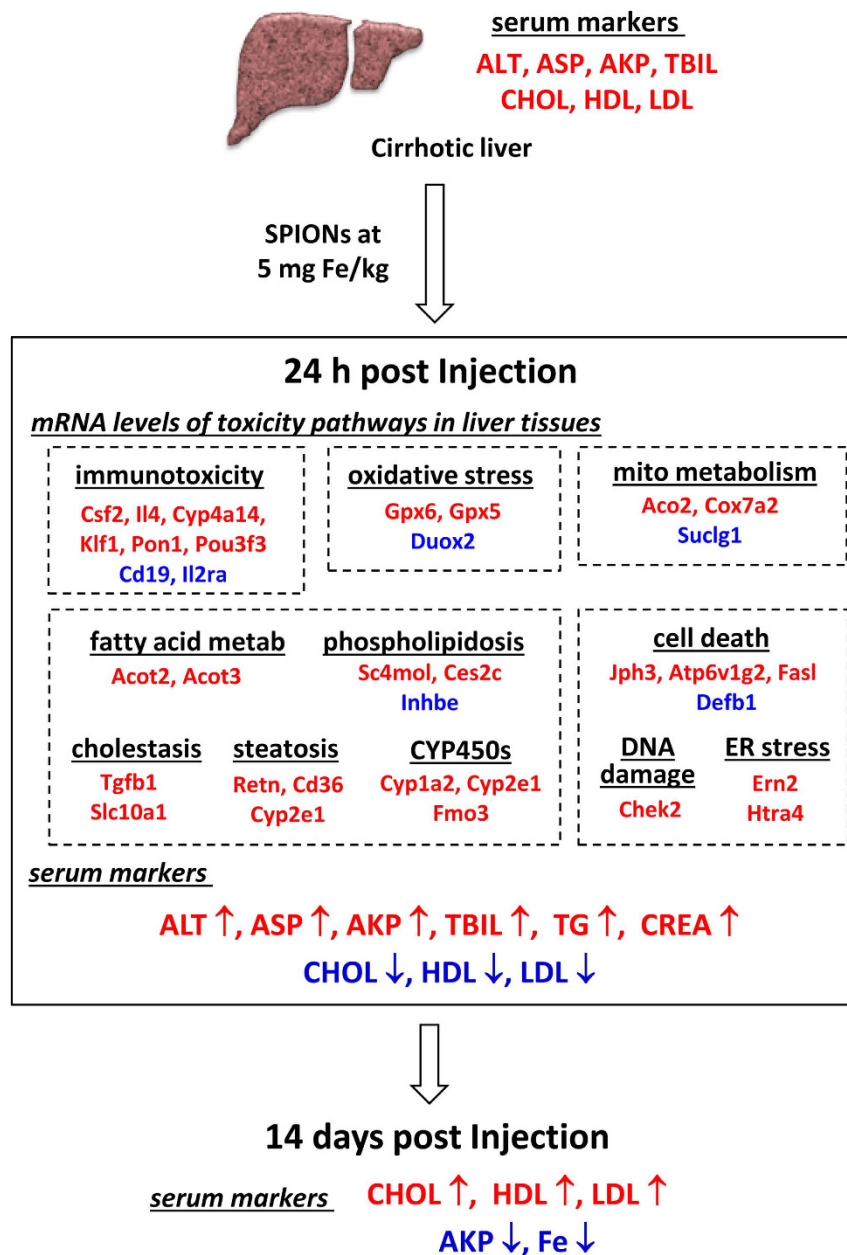 serum markers
ALT, ASP, AKP, TBIL
CHOL, HDL, LDL
Cirrhotic liver
SPIONs at
5 mg Fe/kg
24 h post Injection
mRNA levels of toxicity pathways in liver tissues
immunotoxicity
Csf2, Il4, Cyp4a14,
Klf1, Pon1, Pou3f3
Cd19, Il2ra
oxidative stress
Gpx6, Gpx5
Duox2
mito metabolism
Aco2, Cox7a2
Suclg1
fatty acid metab
Acot2, Acot3
phospholipidosis
Sc4mol, Ces2c
Inhbe
cholestasis
Tgfb1
Slc10a1
steatosis
Retn, Cd36
Cyp2e1
CYP450s
Cyp1a2, Cyp2e1
Fmo3
cell death
Jph3, Atp6v1g2, Fasl
Defb1
DNA
damage
Chek2
ER stress
Ern2
Htra4
serum markers
ALT ↑, ASP ↑, AKP ↑, TBIL ↑, TG ↑, CREA ↑
CHOL ↓, HDL ↓, LDL ↓
14 days post Injection
serum markers CHOL ↑, HDL ↑, LDL ↑
AKP ↓, Fe ↓